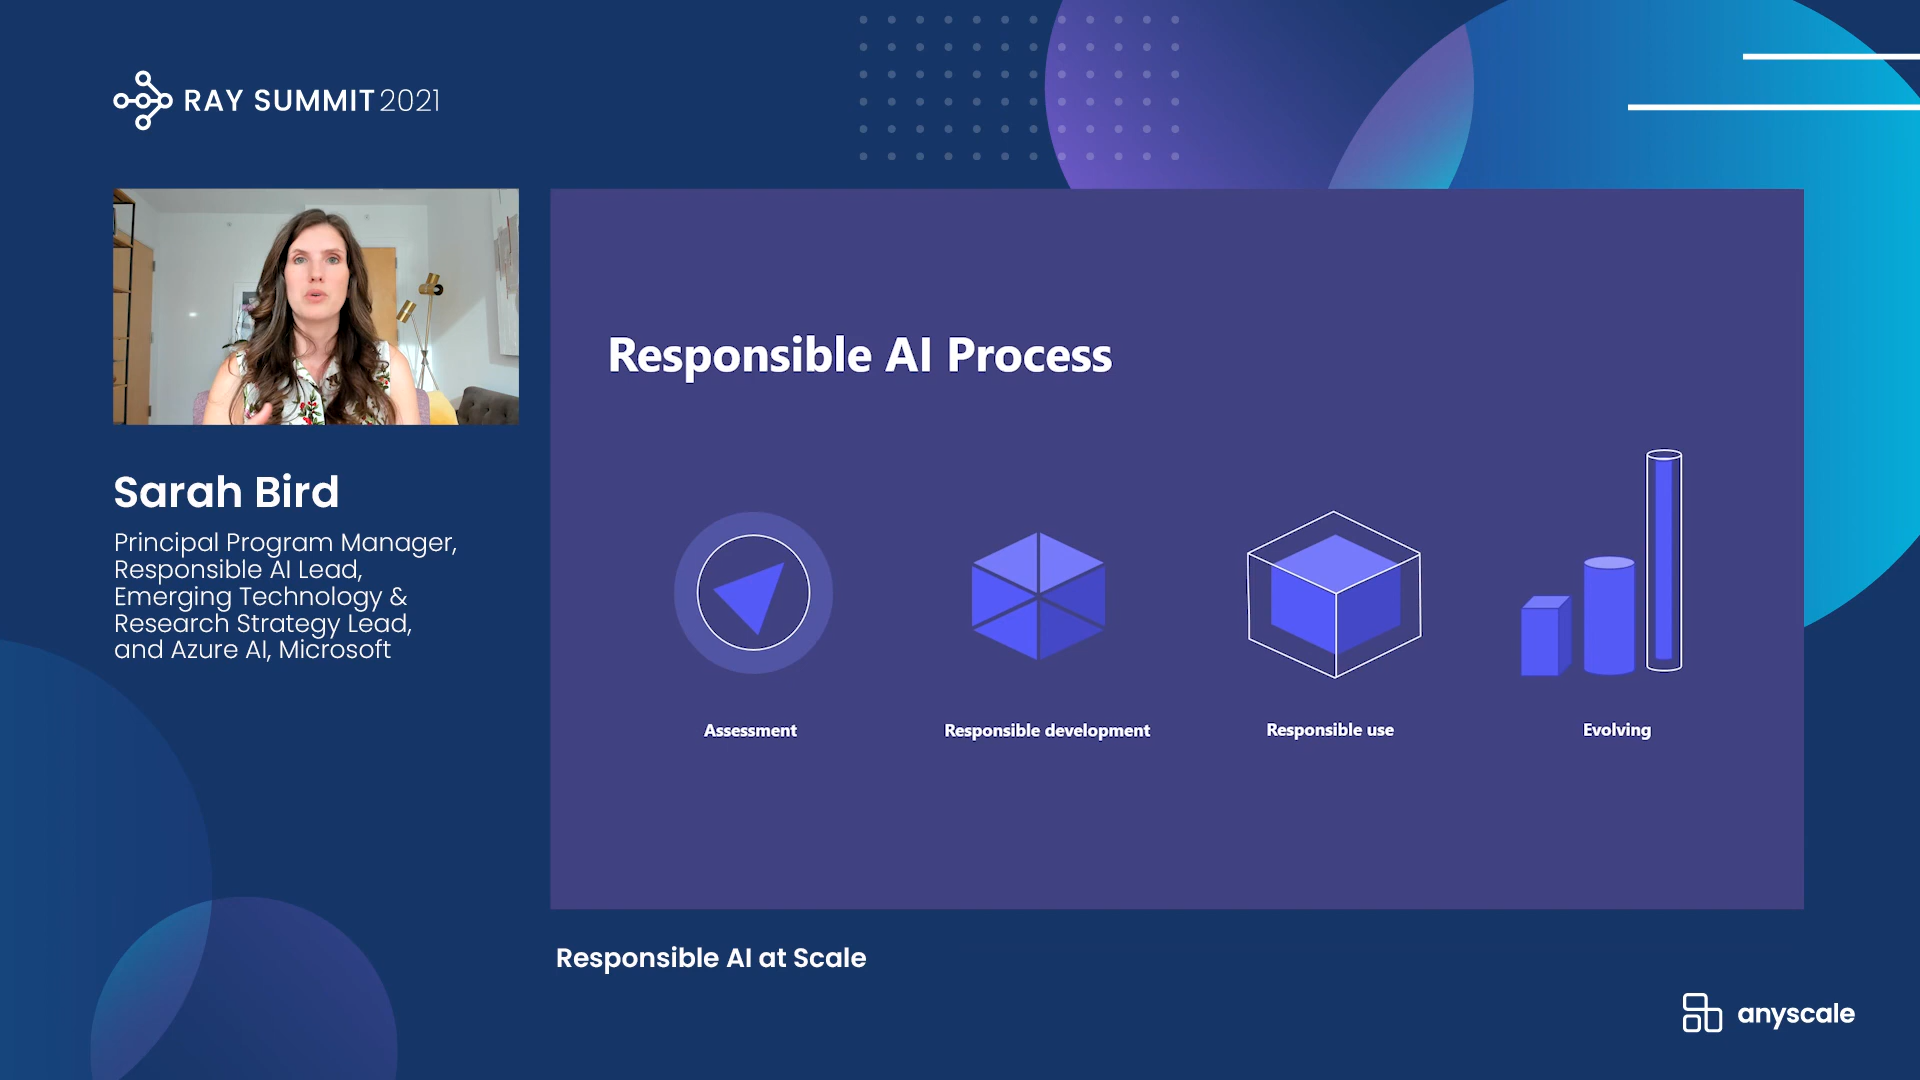 RAY SUMMIT 2021
Sarah Bird
Principal Program Manager,
Responsible AI Lead,
Emerging Technology &
Research Strategy Lead,
and Azure AI, Microsoft
Responsible AI Process
Assessment
Responsible development
Responsible use
Evolving
Responsible AI at Scale
anyscale